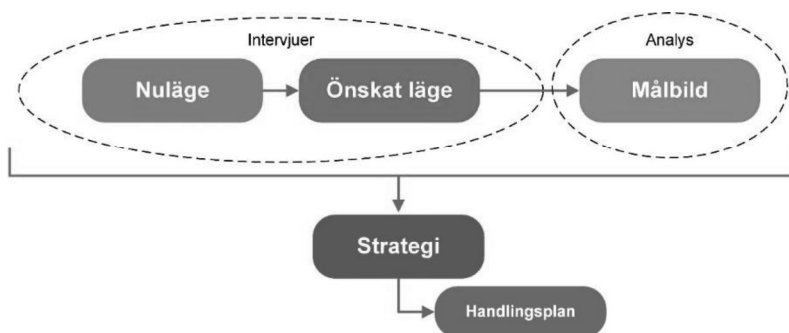 Intervjuer
Analys
Nuläge
Önskat läge
Målbild
Strategi
Handlingsplan